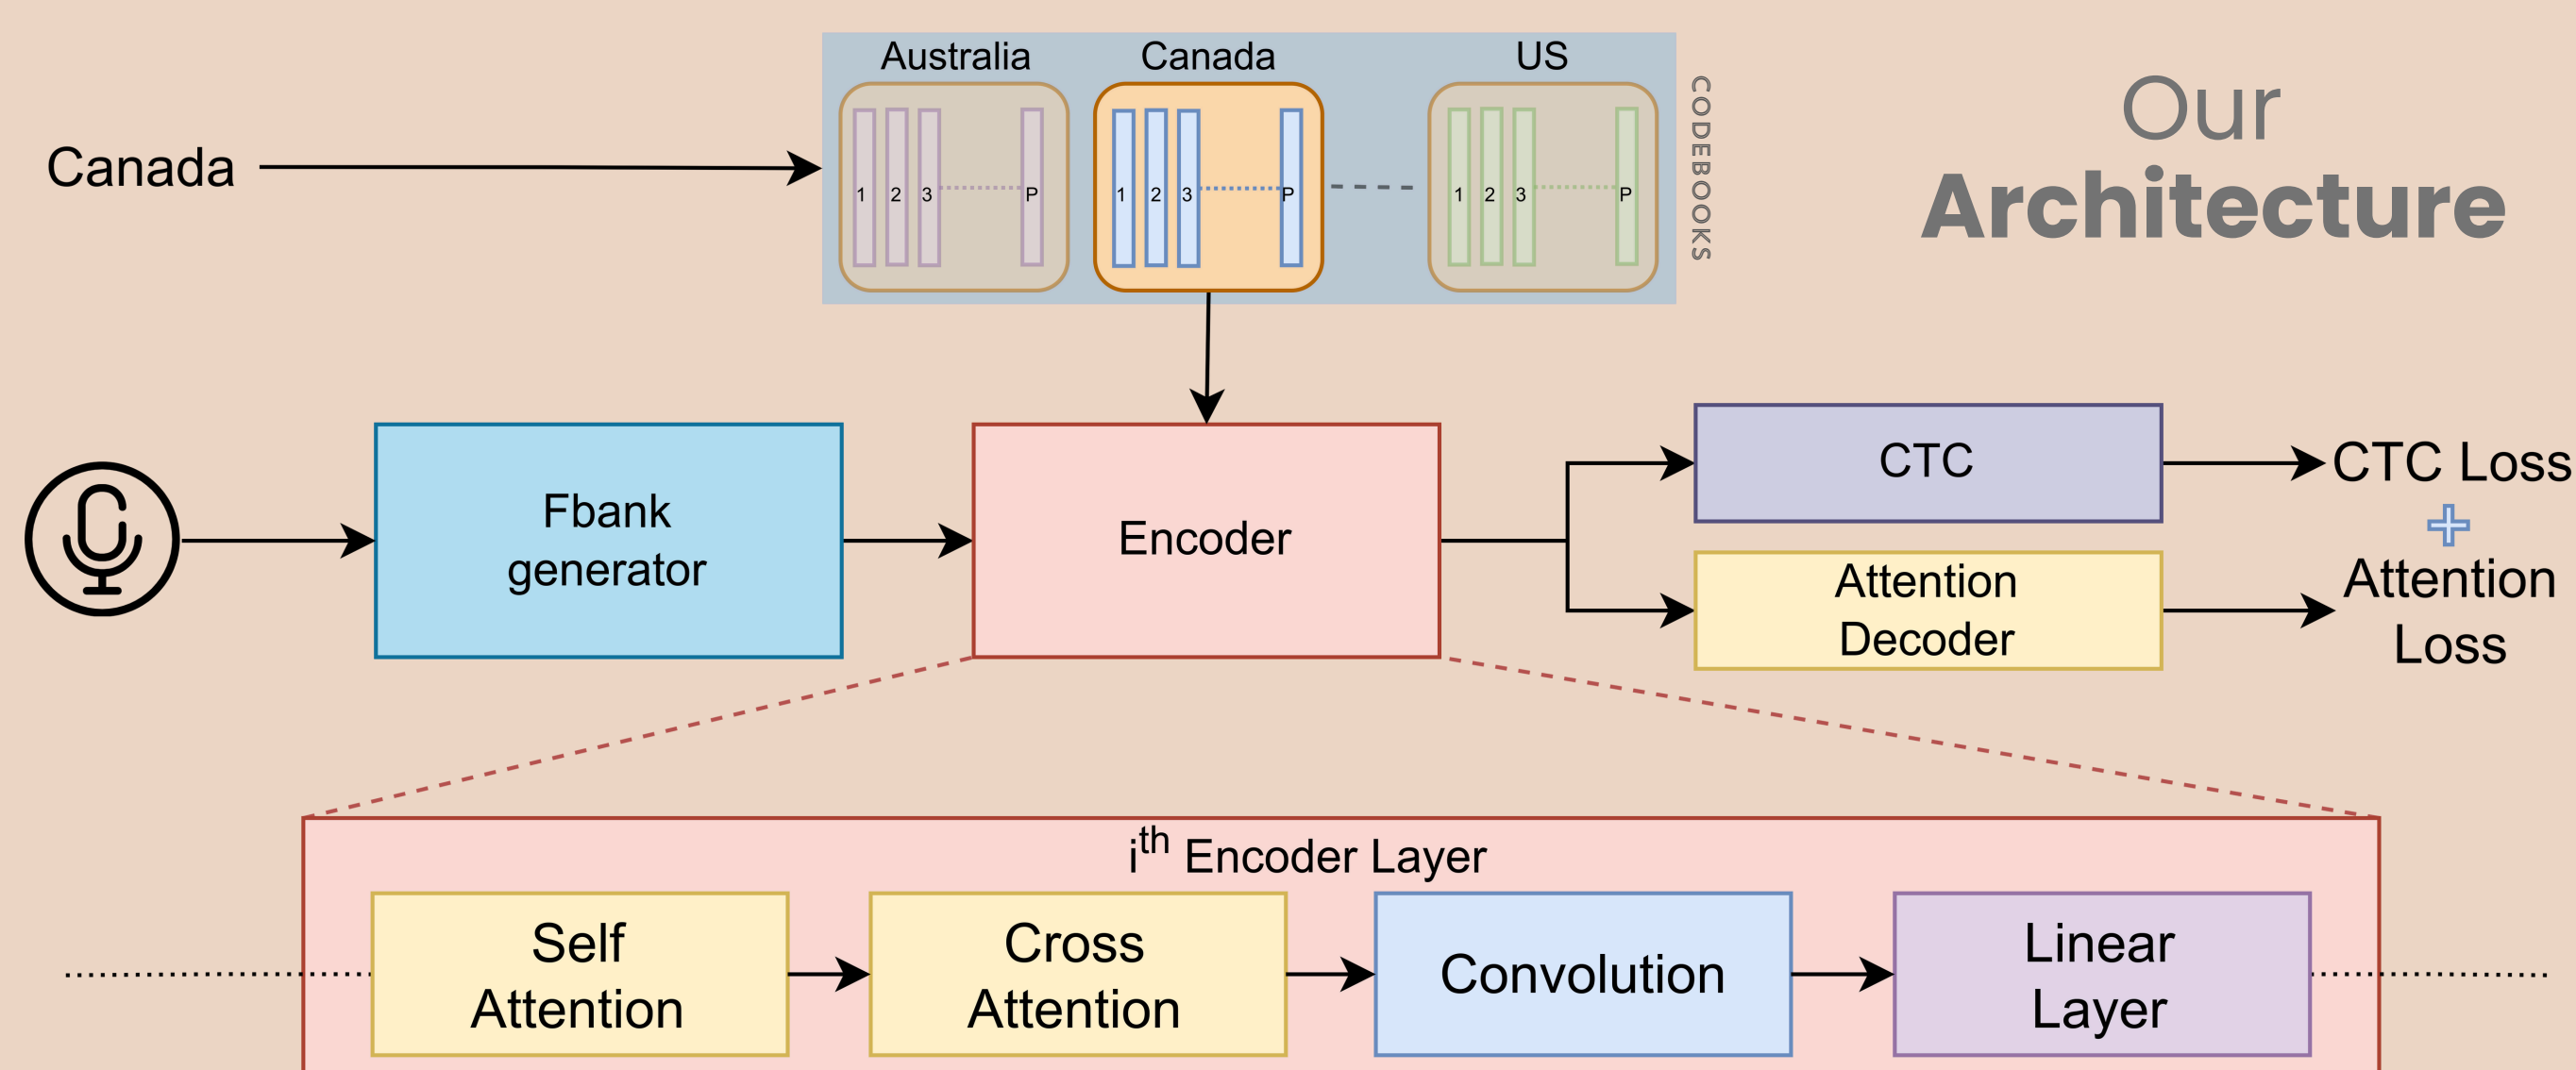 Australia
Canada
US
1 2 3 P
1 2 3 P
1 2 3 P
CODEBOOKS
Our
Architecture
Canada
Fbank
generator
Encoder
CTC
Attention
Decoder
CTC Loss
Attention
Loss
ith Encoder Layer
Self
Attention
Cross
Attention
Convolution
Linear
Layer